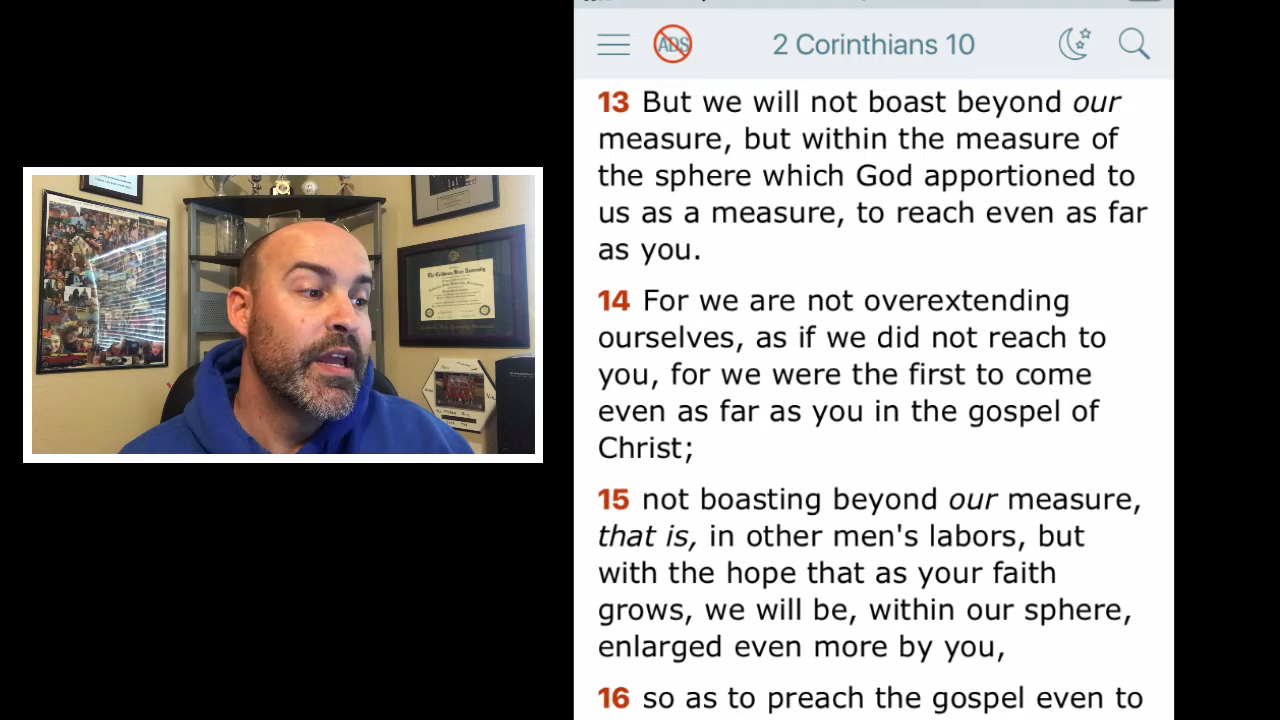 ADS
2 Corinthians 10
13 But we will not boast beyond our
measure, but within the measure of
the sphere which God apportioned to
us as a measure, to reach even as far
as you.
14 For we are not overextending
ourselves, as if we did not reach to
you, for we were the first to come
even as far as you in the gospel of
Christ;
15 not boasting beyond our measure,
that is, in other men's labors, but
with the hope that as your faith
grows, we will be, within our sphere,
enlarged even more by you,
16 so as to preach the gospel even to
The California State University